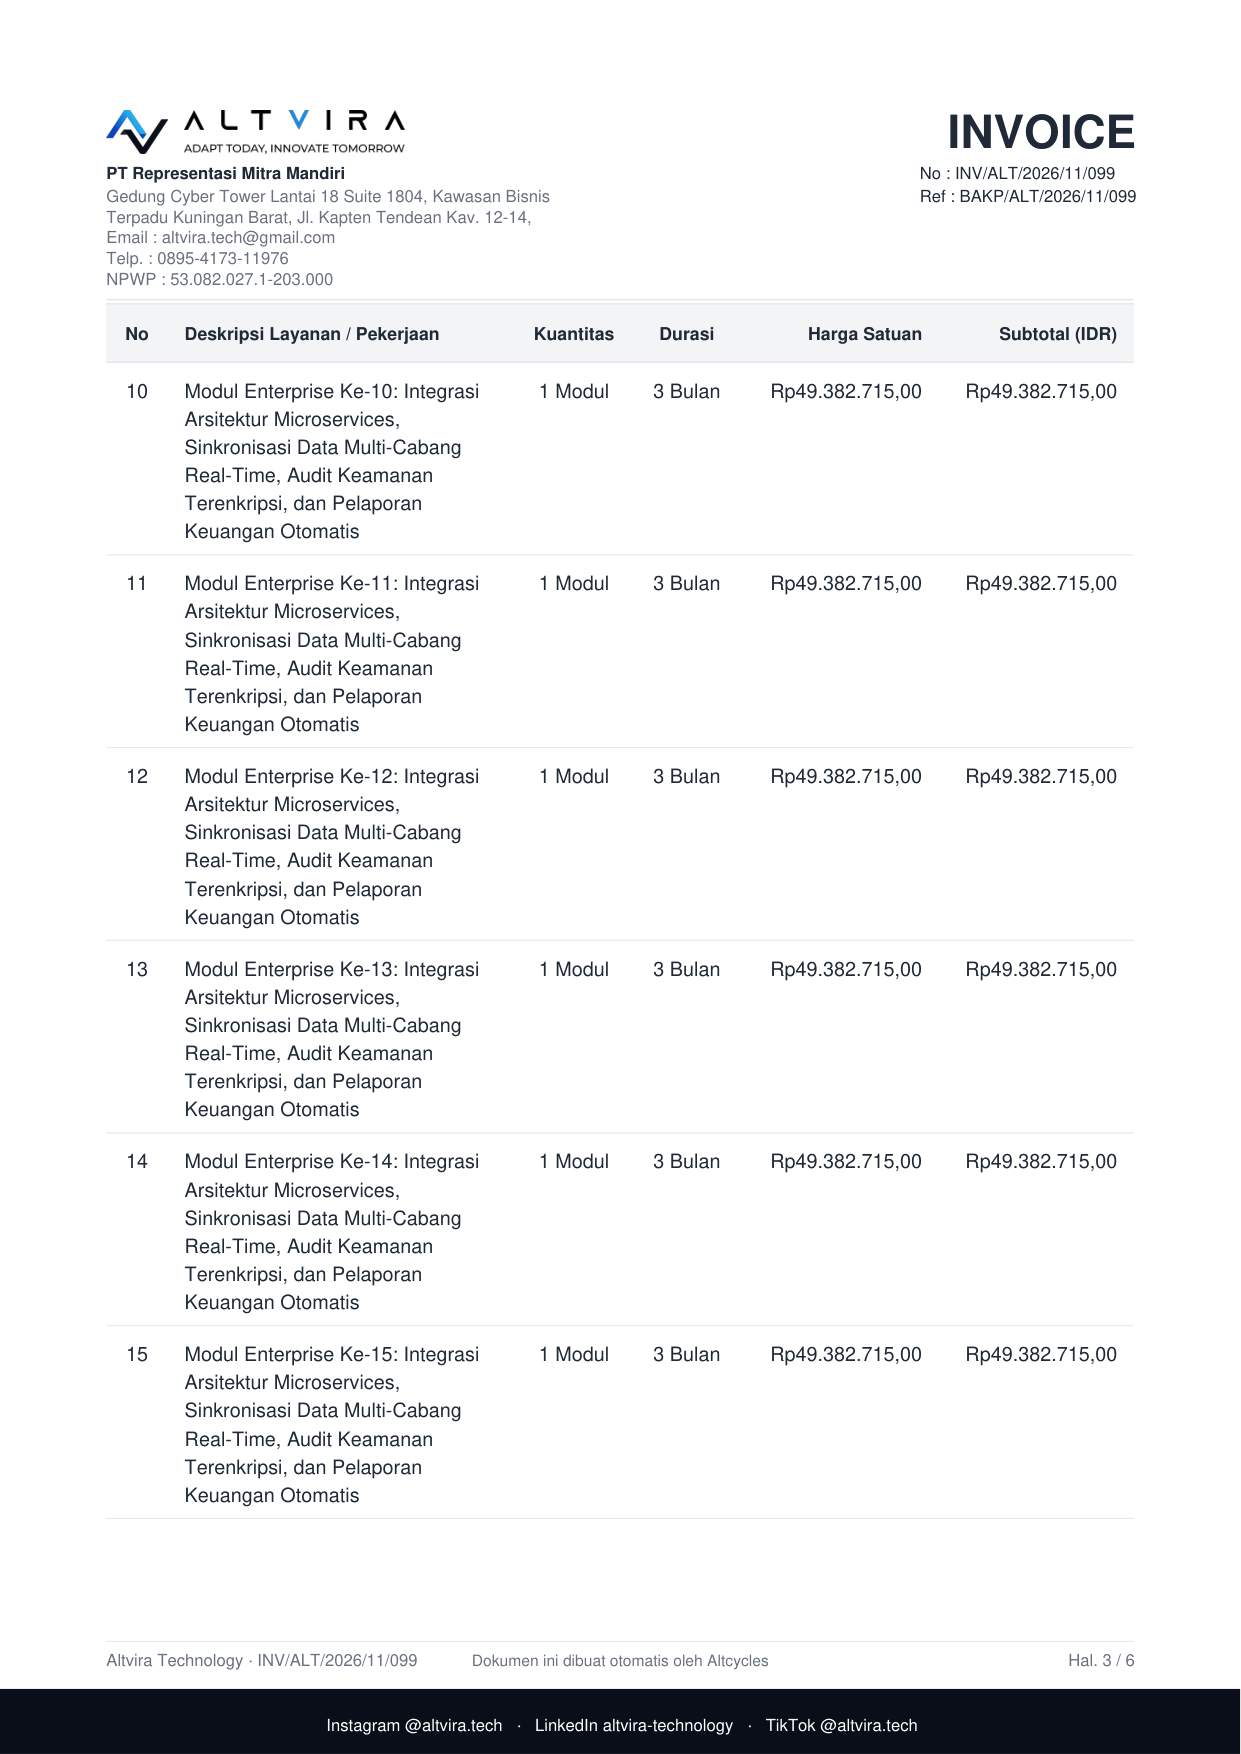 ALTVIRA
ADAPT TODAY, INNOVATE TOMORROW
PT Representasi Mitra Mandiri
Gedung Cyber Tower Lantai 18 Suite 1804, Kawasan Bisnis
Terpadu Kuningan Barat, Jl. Kapten Tendean Kav. 12-14,
Email : altvira.tech@gmail.com
Telp. : 0895-4173-11976
NPWP : 53.082.027.1-203.000
INVOICE
No : INV/ALT/2026/11/099
Ref : BAKP/ALT/2026/11/099
No Deskripsi Layanan / Pekerjaan Kuantitas Durasi Harga Satuan Subtotal (IDR)
10 Modul Enterprise Ke-10: Integrasi 1 Modul 3 Bulan Rp49.382.715,00 Rp49.382.715,00
Arsitektur Microservices,
Sinkronisasi Data Multi-Cabang
Real-Time, Audit Keamanan
Terenkripsi, dan Pelaporan
Keuangan Otomatis
11 Modul Enterprise Ke-11: Integrasi 1 Modul 3 Bulan Rp49.382.715,00 Rp49.382.715,00
Arsitektur Microservices,
Sinkronisasi Data Multi-Cabang
Real-Time, Audit Keamanan
Terenkripsi, dan Pelaporan
Keuangan Otomatis
12 Modul Enterprise Ke-12: Integrasi 1 Modul 3 Bulan Rp49.382.715,00 Rp49.382.715,00
Arsitektur Microservices,
Sinkronisasi Data Multi-Cabang
Real-Time, Audit Keamanan
Terenkripsi, dan Pelaporan
Keuangan Otomatis
13 Modul Enterprise Ke-13: Integrasi 1 Modul 3 Bulan Rp49.382.715,00 Rp49.382.715,00
Arsitektur Microservices,
Sinkronisasi Data Multi-Cabang
Real-Time, Audit Keamanan
Terenkripsi, dan Pelaporan
Keuangan Otomatis
14 Modul Enterprise Ke-14: Integrasi 1 Modul 3 Bulan Rp49.382.715,00 Rp49.382.715,00
Arsitektur Microservices,
Sinkronisasi Data Multi-Cabang
Real-Time, Audit Keamanan
Terenkripsi, dan Pelaporan
Keuangan Otomatis
15 Modul Enterprise Ke-15: Integrasi 1 Modul 3 Bulan Rp49.382.715,00 Rp49.382.715,00
Arsitektur Microservices,
Sinkronisasi Data Multi-Cabang
Real-Time, Audit Keamanan
Terenkripsi, dan Pelaporan
Keuangan Otomatis
Altvira Technology · INV/ALT/2026/11/099 Dokumen ini dibuat otomatis oleh Altcycles Hal. 3 / 6
Instagram @altvira.tech · LinkedIn altvira-technology · TikTok @altvira.tech